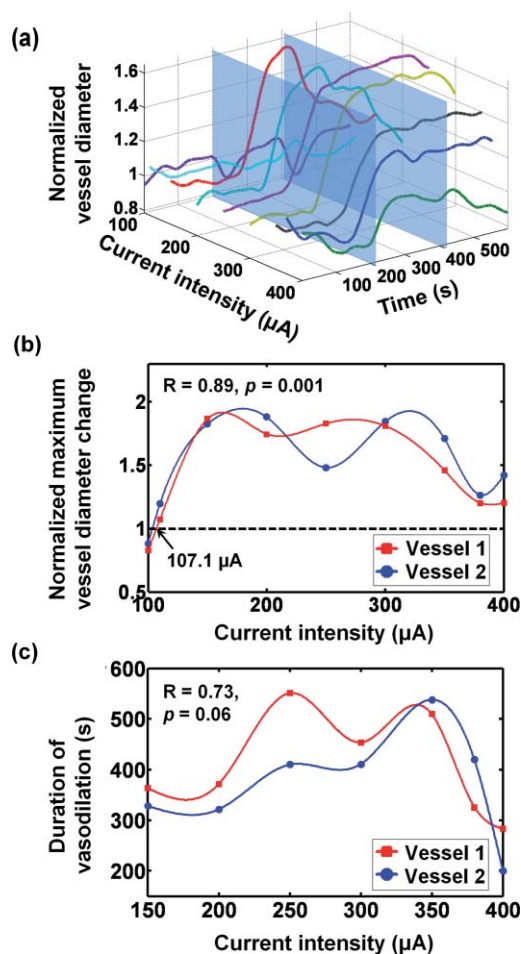 (a)
Normalized
vessel diameter
1.6
1.4
1.2
1
0.8
100
200
300
400
Current intensity (µA)
100
200
300
400
500
Time (s)
(b)
Normalized maximum
vessel diameter change
R = 0.89, p = 0.001
2
1.5
1
0.5
107.1 µA
Vessel 1
Vessel 2
100
200
300
400
Current intensity (µA)
(c)
Duration of
vasodilation (s)
R = 0.73,
p = 0.06
600
500
400
300
200
Vessel 1
Vessel 2
150
200
250
300
350
400
Current intensity (µA)